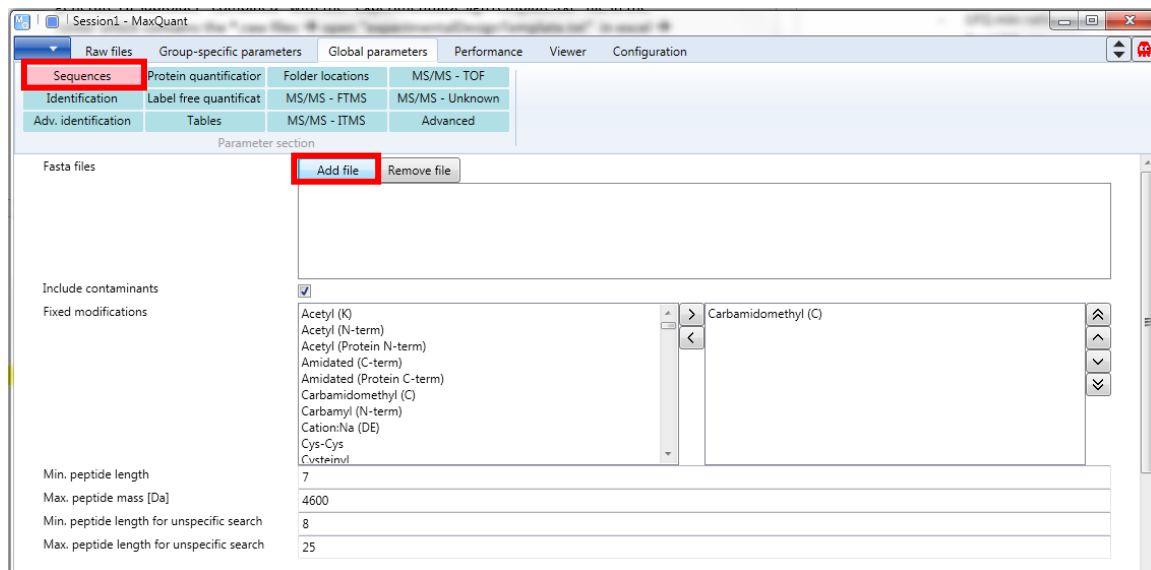 Session1 - MaxQuant
Raw files Group-specific parameters Global parameters Performance Viewer Configuration
Sequences Protein quantificatior Folder locations MS/MS - TOF
Identification Label free quantificat MS/MS - FTMS MS/MS - Unknown
Adv. identification Tables MS/MS - ITMS Advanced
Parameter section
Fasta files Add file Remove file
Include contaminants
Fixed modifications Acetyl (K) > Carbamidomethyl (C)
Acetyl (N-term)
Acetyl (Protein N-term) <
Amidated (C-term)
Amidated (Protein C-term)
Carbamidomethyl (C)
Carbamyl (N-term)
Cation:Na (DE)
Cys-Cys
Cysteinyl
Min. peptide length 7
Max. peptide mass [Da] 4600
Min. peptide length for unspecific search 8
Max. peptide length for unspecific search 25